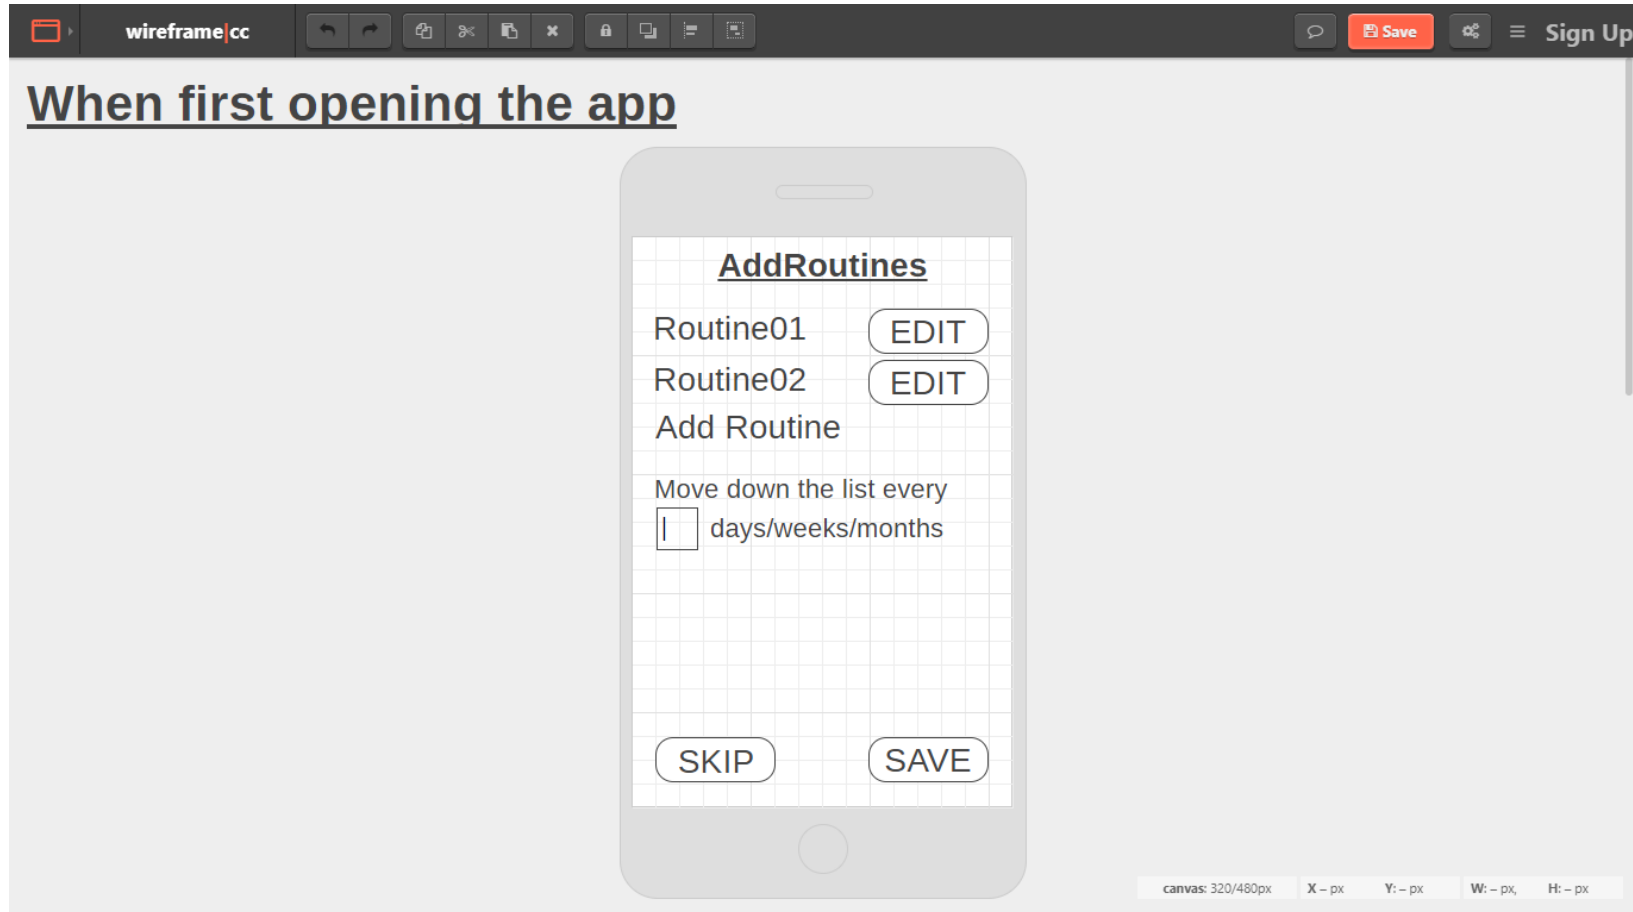 wireframe|cc
Save
Sign Up
When first opening the app
AddRoutines
Routine01 EDIT
Routine02 EDIT
Add Routine
Move down the list every
days/weeks/months
SKIP SAVE
canvas: 320/480px X – px Y: – px W: – px, H: – px